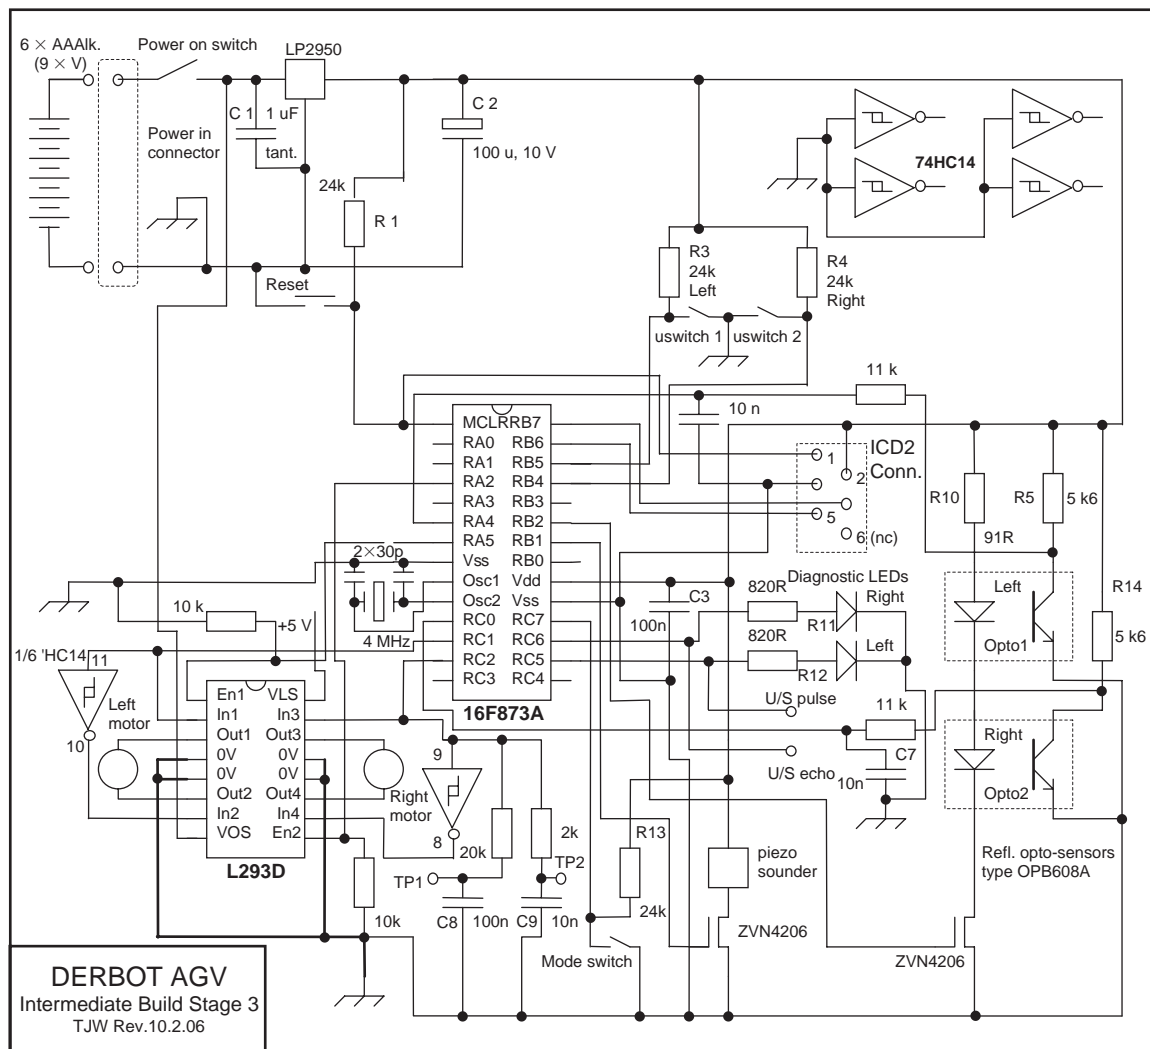 6 × AAAlk.
(9 × V)
Power on switch
LP2950
C 1
1 uF
tant.
C 2
100 u, 10 V
Power in
connector
24k
R 1
Reset
74HC14
R3
24k
Left
R4
24k
Right
uswitch 1
uswitch 2
11 k
10 n
MCLR
RA0
RA1
RA2
RA3
RA4
RA5
Vss
Osc1
Osc2
RC0
RC1
RC2
RC3
RB7
RB6
RB5
RB4
RB3
RB2
RB1
RB0
Vdd
Vss
RC7
RC6
RC5
RC4
16F873A
ICD2
Conn.
1
2
5
6 (nc)
R10
91R
R5
5 k6
2×30p
4 MHz
10 k
+5 V
1/6 'HC14
11
10
Left
motor
En1
In1
Out1
0V
0V
Out2
In2
VOS
VLS
In3
Out3
0V
0V
Out4
In4
En2
L293D
Right
motor
9
8
C3
100n
Diagnostic LEDs
820R
R11
Right
820R
R12
Left
U/S pulse
U/S echo
11 k
C7
10n
Left
Opto1
R14
5 k6
Right
Opto2
Refl. opto-sensors
type OPB608A
20k
2k
TP1
TP2
C8
100n
C9
10n
10k
R13
24k
Mode switch
piezo
sounder
ZVN4206
ZVN4206
DERBOT AGV
Intermediate Build Stage 3
TJW Rev.10.2.06